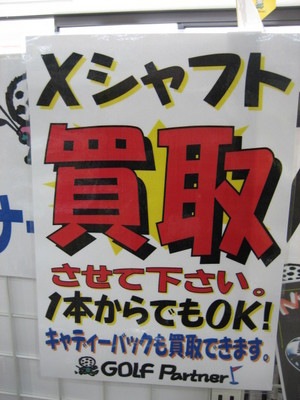 Xシャフト
買取
させて下さい。
1本からでもOK!
キャディーバックも買取できます。
GOLF Partner
サー